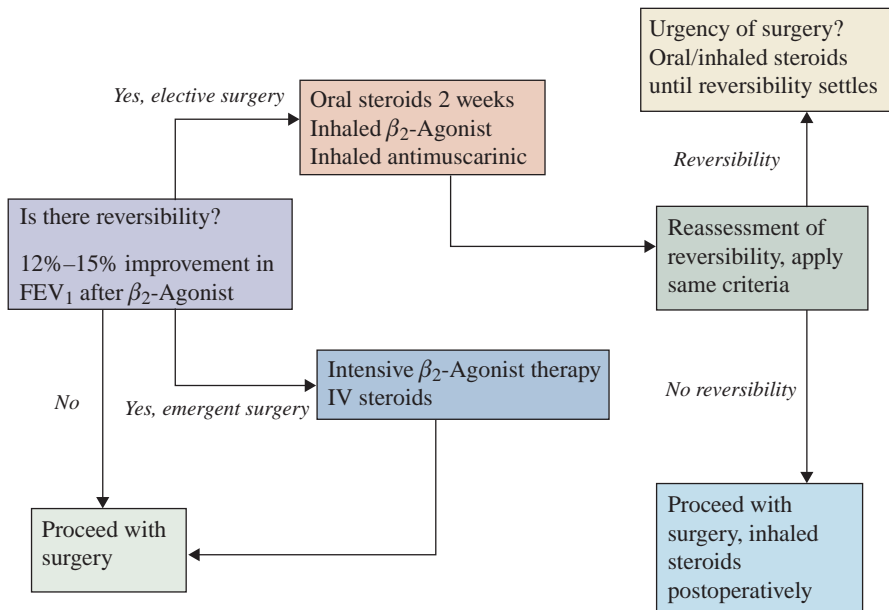 Urgency of surgery?
Oral/inhaled steroids
until reversibility settles
Yes, elective surgery
Oral steroids 2 weeks
Inhaled β₂-Agonist
Inhaled antimuscarinic
Reversibility
Is there reversibility?
12%–15% improvement in
FEV₁ after β₂-Agonist
Reassessment of
reversibility, apply
same criteria
No
Yes, emergent surgery
Intensive β₂-Agonist therapy
IV steroids
No reversibility
Proceed with
surgery
Proceed with
surgery, inhaled
steroids
postoperatively